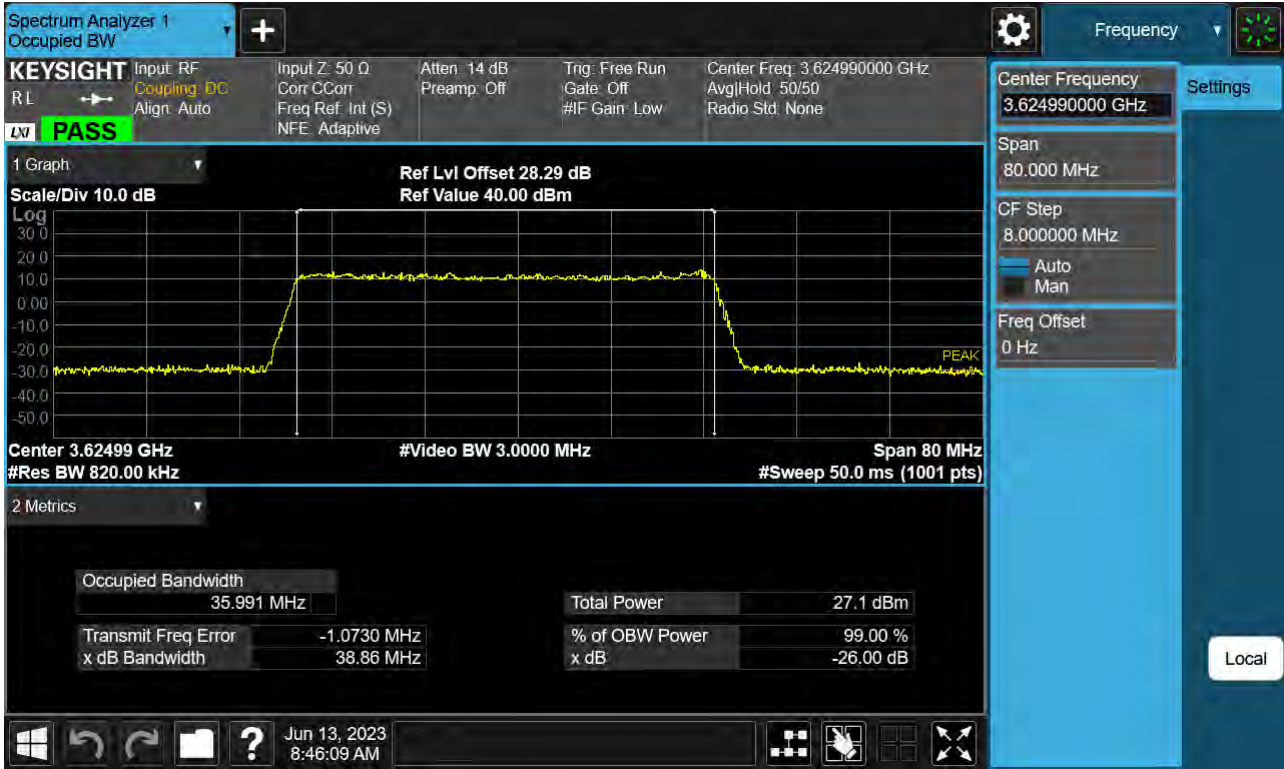 Spectrum Analyzer 1
Occupied BW
+
Frequency
KEYSIGHT
R L
LXI
PASS
Input: RF
Coupling: DC
Align: Auto
Input Z: 50 Ω
Corr CCorr
Freq Ref: Int (S)
NFE: Adaptive
Atten: 14 dB
Preamp: Off
Trig: Free Run
Gate: Off
#IF Gain: Low
Center Freq: 3.624990000 GHz
Avg|Hold: 50/50
Radio Std: None
1 Graph
Scale/Div 10.0 dB
Ref Lvl Offset 28.29 dB
Ref Value 40.00 dBm
Log
30.0
20.0
10.0
0.00
-10.0
-20.0
-30.0
-40.0
-50.0
PEAK
Center 3.62499 GHz
#Video BW 3.0000 MHz
Span 80 MHz
#Res BW 820.00 kHz
#Sweep 50.0 ms (1001 pts)
2 Metrics
Occupied Bandwidth
35.991 MHz
Total Power 27.1 dBm
Transmit Freq Error -1.0730 MHz
% of OBW Power 99.00 %
x dB Bandwidth 38.86 MHz
x dB -26.00 dB
Center Frequency
3.624990000 GHz
Settings
Span
80.000 MHz
CF Step
8.000000 MHz
Auto
Man
Freq Offset
0 Hz
Local
?
Jun 13, 2023
8:46:09 AM